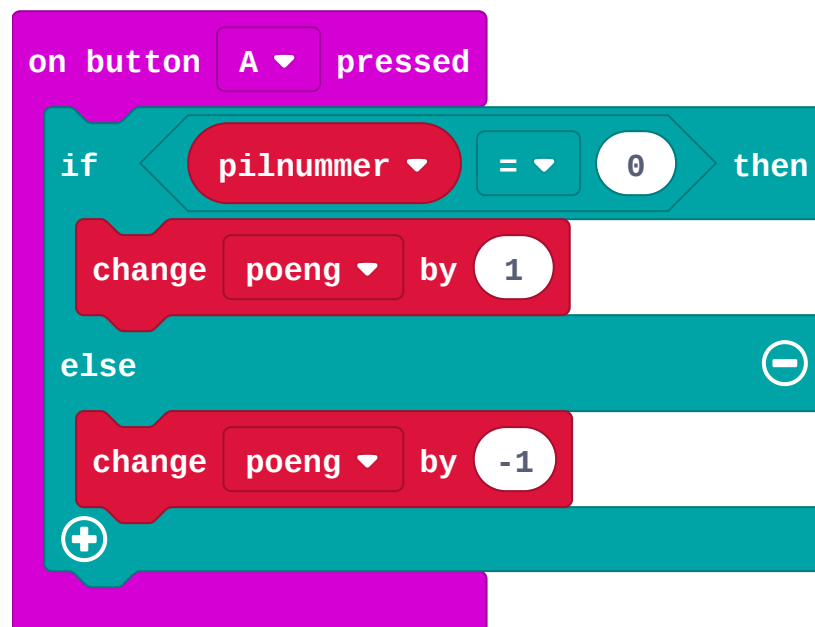 on button A pressed
if pilnummer = 0 then
change poeng by 1
else
change poeng by -1